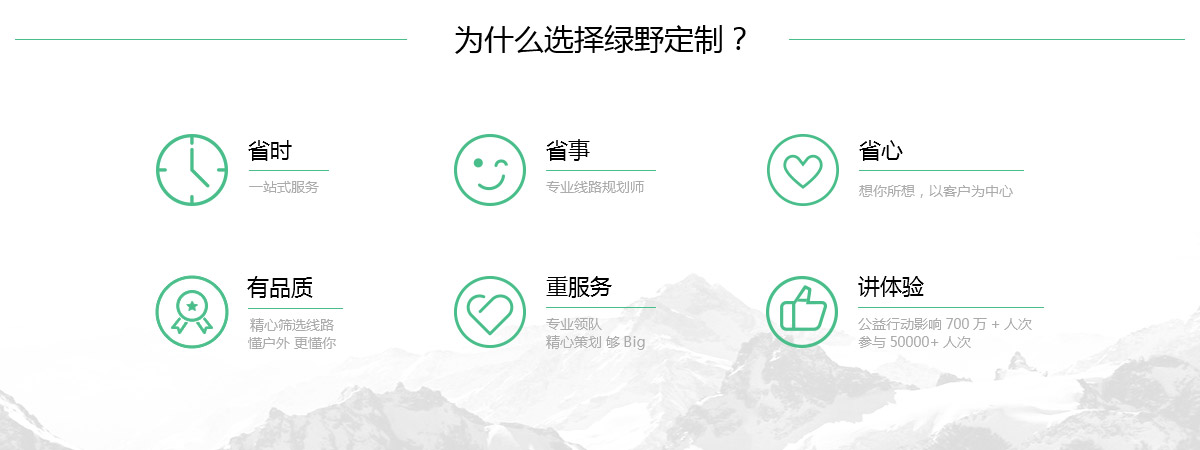 为什么选择绿野定制？
省时
一站式服务
省事
专业线路规划师
省心
想你所想，以客户为中心
有品质
精心筛选线路
懂户外 更懂你
重服务
专业领队
精心策划 够 Big
讲体验
公益行动影响 700 万 + 人次
参与 50000+ 人次